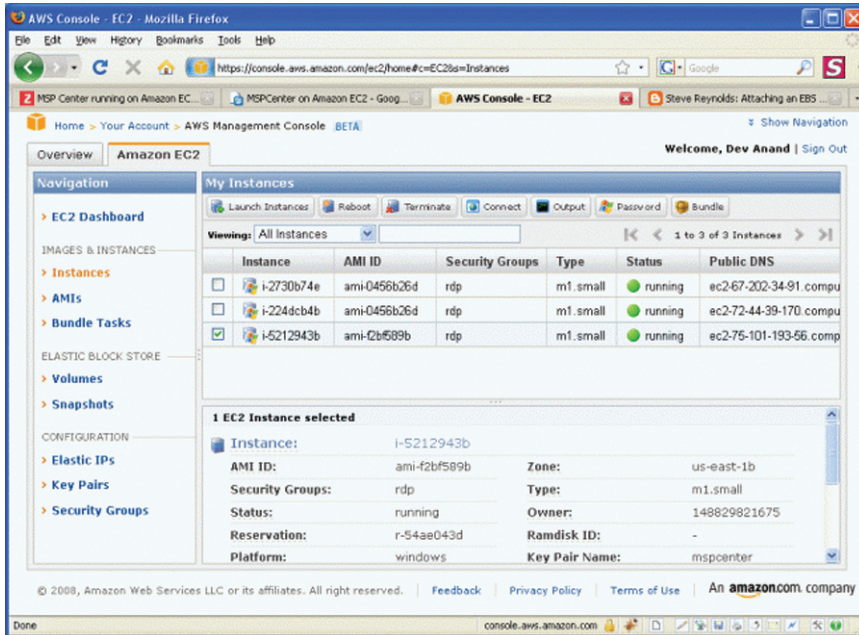 AWS Console - EC2 - Mozilla Firefox
File Edit View History Bookmarks Tools Help
https://console.aws.amazon.com/ec2/home#c=EC2&s=Instances
G Google
S
Z MSP Center running on Amazon EC... MSPCenter on Amazon EC2 - Goog... AWS Console - EC2 Steve Reynolds: Attaching an EBS ...
Home > Your Account > AWS Management Console BETA Show Navigation
Overview Amazon EC2 Welcome, Dev Anand | Sign Out
Navigation
> EC2 Dashboard
IMAGES & INSTANCES
> Instances
> AMIs
> Bundle Tasks
ELASTIC BLOCK STORE
> Volumes
> Snapshots
CONFIGURATION
> Elastic IPs
> Key Pairs
> Security Groups
My Instances
Launch Instances Reboot Terminate Connect Output Password Bundle
Viewing: All Instances 1 to 3 of 3 Instances
Instance AMI ID Security Groups Type Status Public DNS
i-2730b74e ami-0456b26d rdp m1.small running ec2-67-202-34-91.compu
i-224dcb4b ami-0456b26d rdp m1.small running ec2-72-44-39-170.compu
i-5212943b ami-f2bf589b rdp m1.small running ec2-75-101-193-56.comp
1 EC2 Instance selected
Instance: i-5212943b
AMI ID: ami-f2bf589b Zone: us-east-1b
Security Groups: rdp Type: m1.small
Status: running Owner: 148829821675
Reservation: r-54ae043d Ramdisk ID: -
Platform: windows Key Pair Name: mspcenter
© 2008, Amazon Web Services LLC or its affiliates. All right reserved. | Feedback | Privacy Policy | Terms of Use | An amazon.com company
Done console.aws.amazon.com